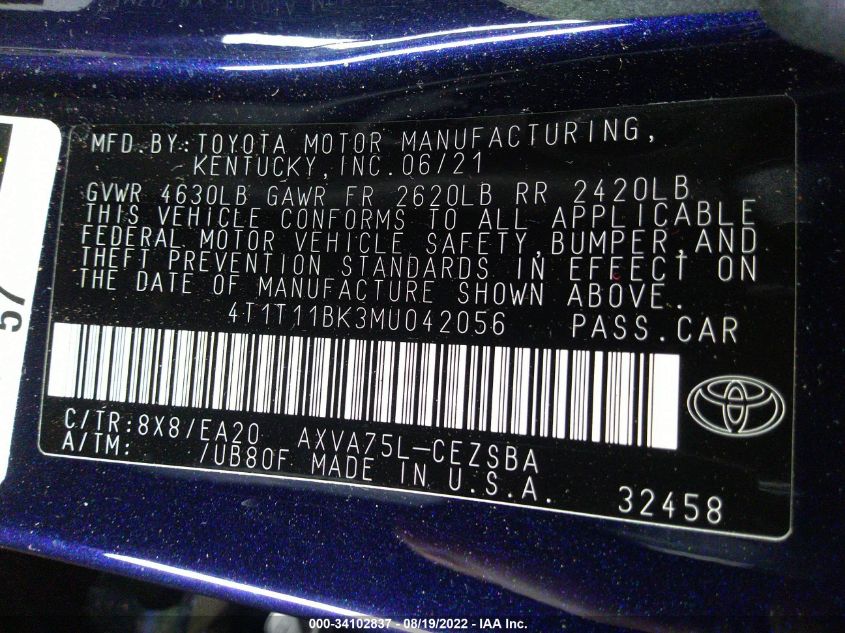 MFD.BY:TOYOTA MOTOR MANUFACTURING,
KENTUCKY,INC.06/21
GVWR 4630LB GAWR FR 2620LB RR 2420LB
THIS VEHICLE CONFORMS TO ALL APPLICABLE
FEDERAL MOTOR VEHICLE SAFETY,BUMPER,AND
THEFT PREVENTION STANDARDS IN EFFECT ON
THE DATE OF MANUFACTURE SHOWN ABOVE.
4T1T11BK3MU042056 PASS.CAR
C/TR:8X8/EA20 AXVA75L-CEZSBA
A/TM: /UB80F MADE IN U.S.A.
32458
57
000-34102837 - 08/19/2022 - IAA Inc.